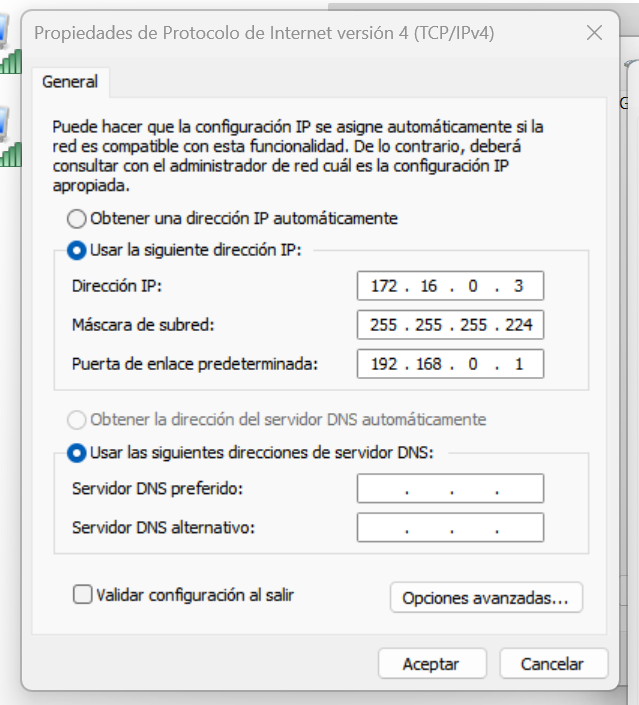 Propiedades de Protocolo de Internet versión 4 (TCP/IPv4)
General
Puede hacer que la configuración IP se asigne automáticamente si la
red es compatible con esta funcionalidad. De lo contrario, deberá
consultar con el administrador de red cuál es la configuración IP
apropiada.
Obtener una dirección IP automáticamente
Usar la siguiente dirección IP:
Dirección IP: 172 . 16 . 0 . 3
Máscara de subred: 255 . 255 . 255 . 224
Puerta de enlace predeterminada: 192 . 168 . 0 . 1
Obtener la dirección del servidor DNS automáticamente
Usar las siguientes direcciones de servidor DNS:
Servidor DNS preferido: . . .
Servidor DNS alternativo: . . .
Validar configuración al salir
Opciones avanzadas...
Aceptar
Cancelar